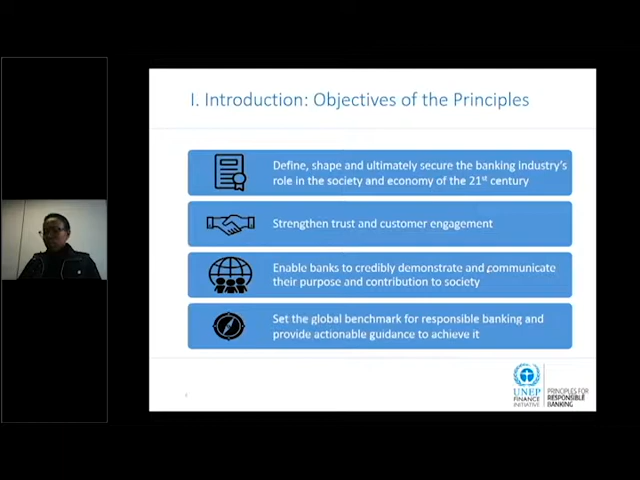 I. Introduction: Objectives of the Principles
Define, shape and ultimately secure the banking industry's
role in the society and economy of the 21st century
Strengthen trust and customer engagement
Enable banks to credibly demonstrate and communicate
their purpose and contribution to society
Set the global benchmark for responsible banking and
provide actionable guidance to achieve it
UNEP
FINANCE
INITIATIVE
PRINCIPLES FOR
RESPONSIBLE
BANKING